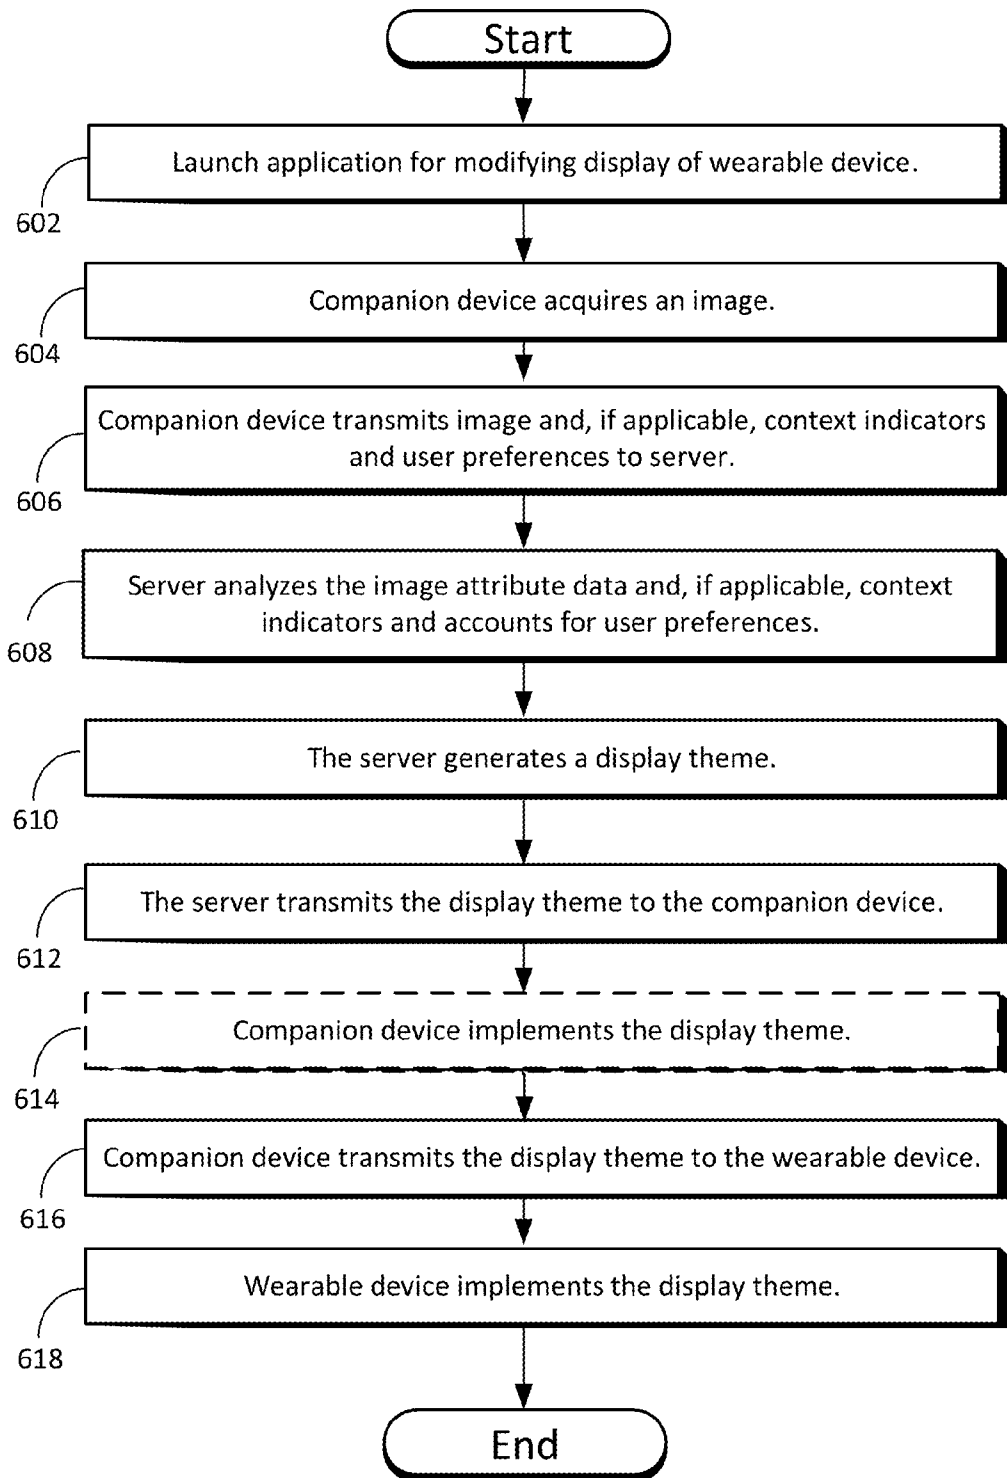 Start
Launch application for modifying display of wearable device.
602
Companion device acquires an image.
604
Companion device transmits image and, if applicable, context indicators
and user preferences to server.
606
Server analyzes the image attribute data and, if applicable, context
indicators and accounts for user preferences.
608
The server generates a display theme.
610
The server transmits the display theme to the companion device.
612
Companion device implements the display theme.
614
Companion device transmits the display theme to the wearable device.
616
Wearable device implements the display theme.
618
End